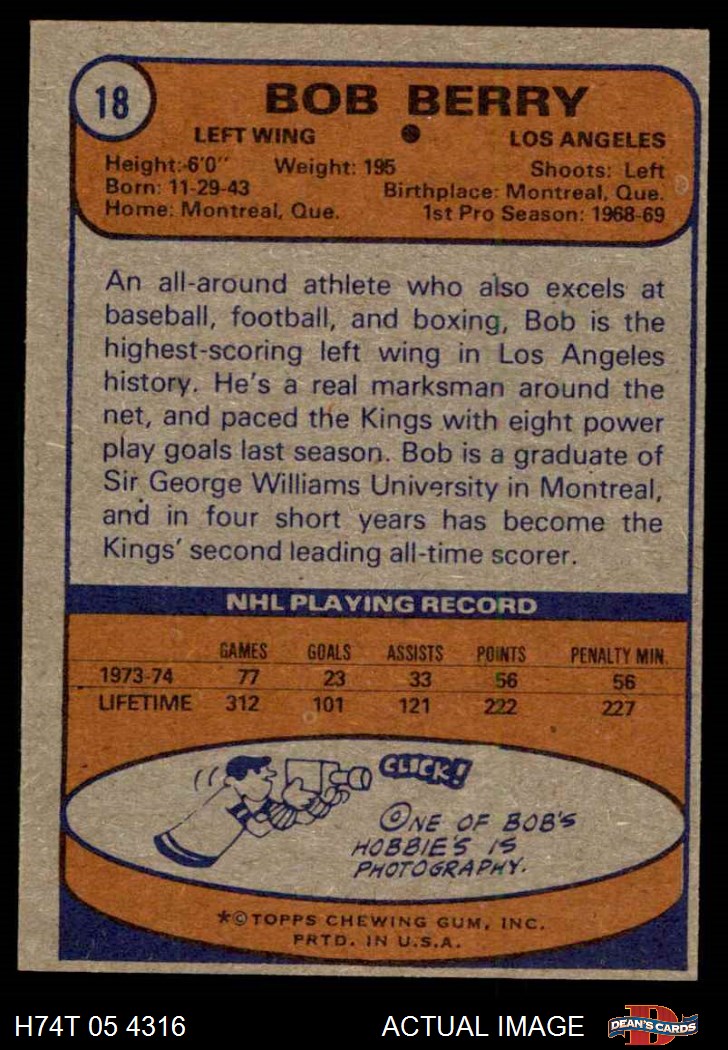 18
BOB BERRY
LEFT WING ● LOS ANGELES
Height: 6'0" Weight: 195 Shoots: Left
Born: 11-29-43 Birthplace: Montreal, Que.
Home: Montreal, Que. 1st Pro Season: 1968-69
An all-around athlete who also excels at
baseball, football, and boxing, Bob is the
highest-scoring left wing in Los Angeles
history. He's a real marksman around the
net, and paced the Kings with eight power
play goals last season. Bob is a graduate of
Sir George Williams University in Montreal,
and in four short years has become the
Kings' second leading all-time scorer.
NHL PLAYING RECORD
GAMES GOALS ASSISTS POINTS PENALTY MIN.
1973-74 77 23 33 56 56
LIFETIME 312 101 121 222 227
CLICK!
ONE OF BOB'S
HOBBIE'S IS
PHOTOGRAPHY.
*© TOPPS CHEWING GUM, INC.
PRTD. IN U.S.A.
H74T 05 4316 ACTUAL IMAGE DEAN'S CARDS